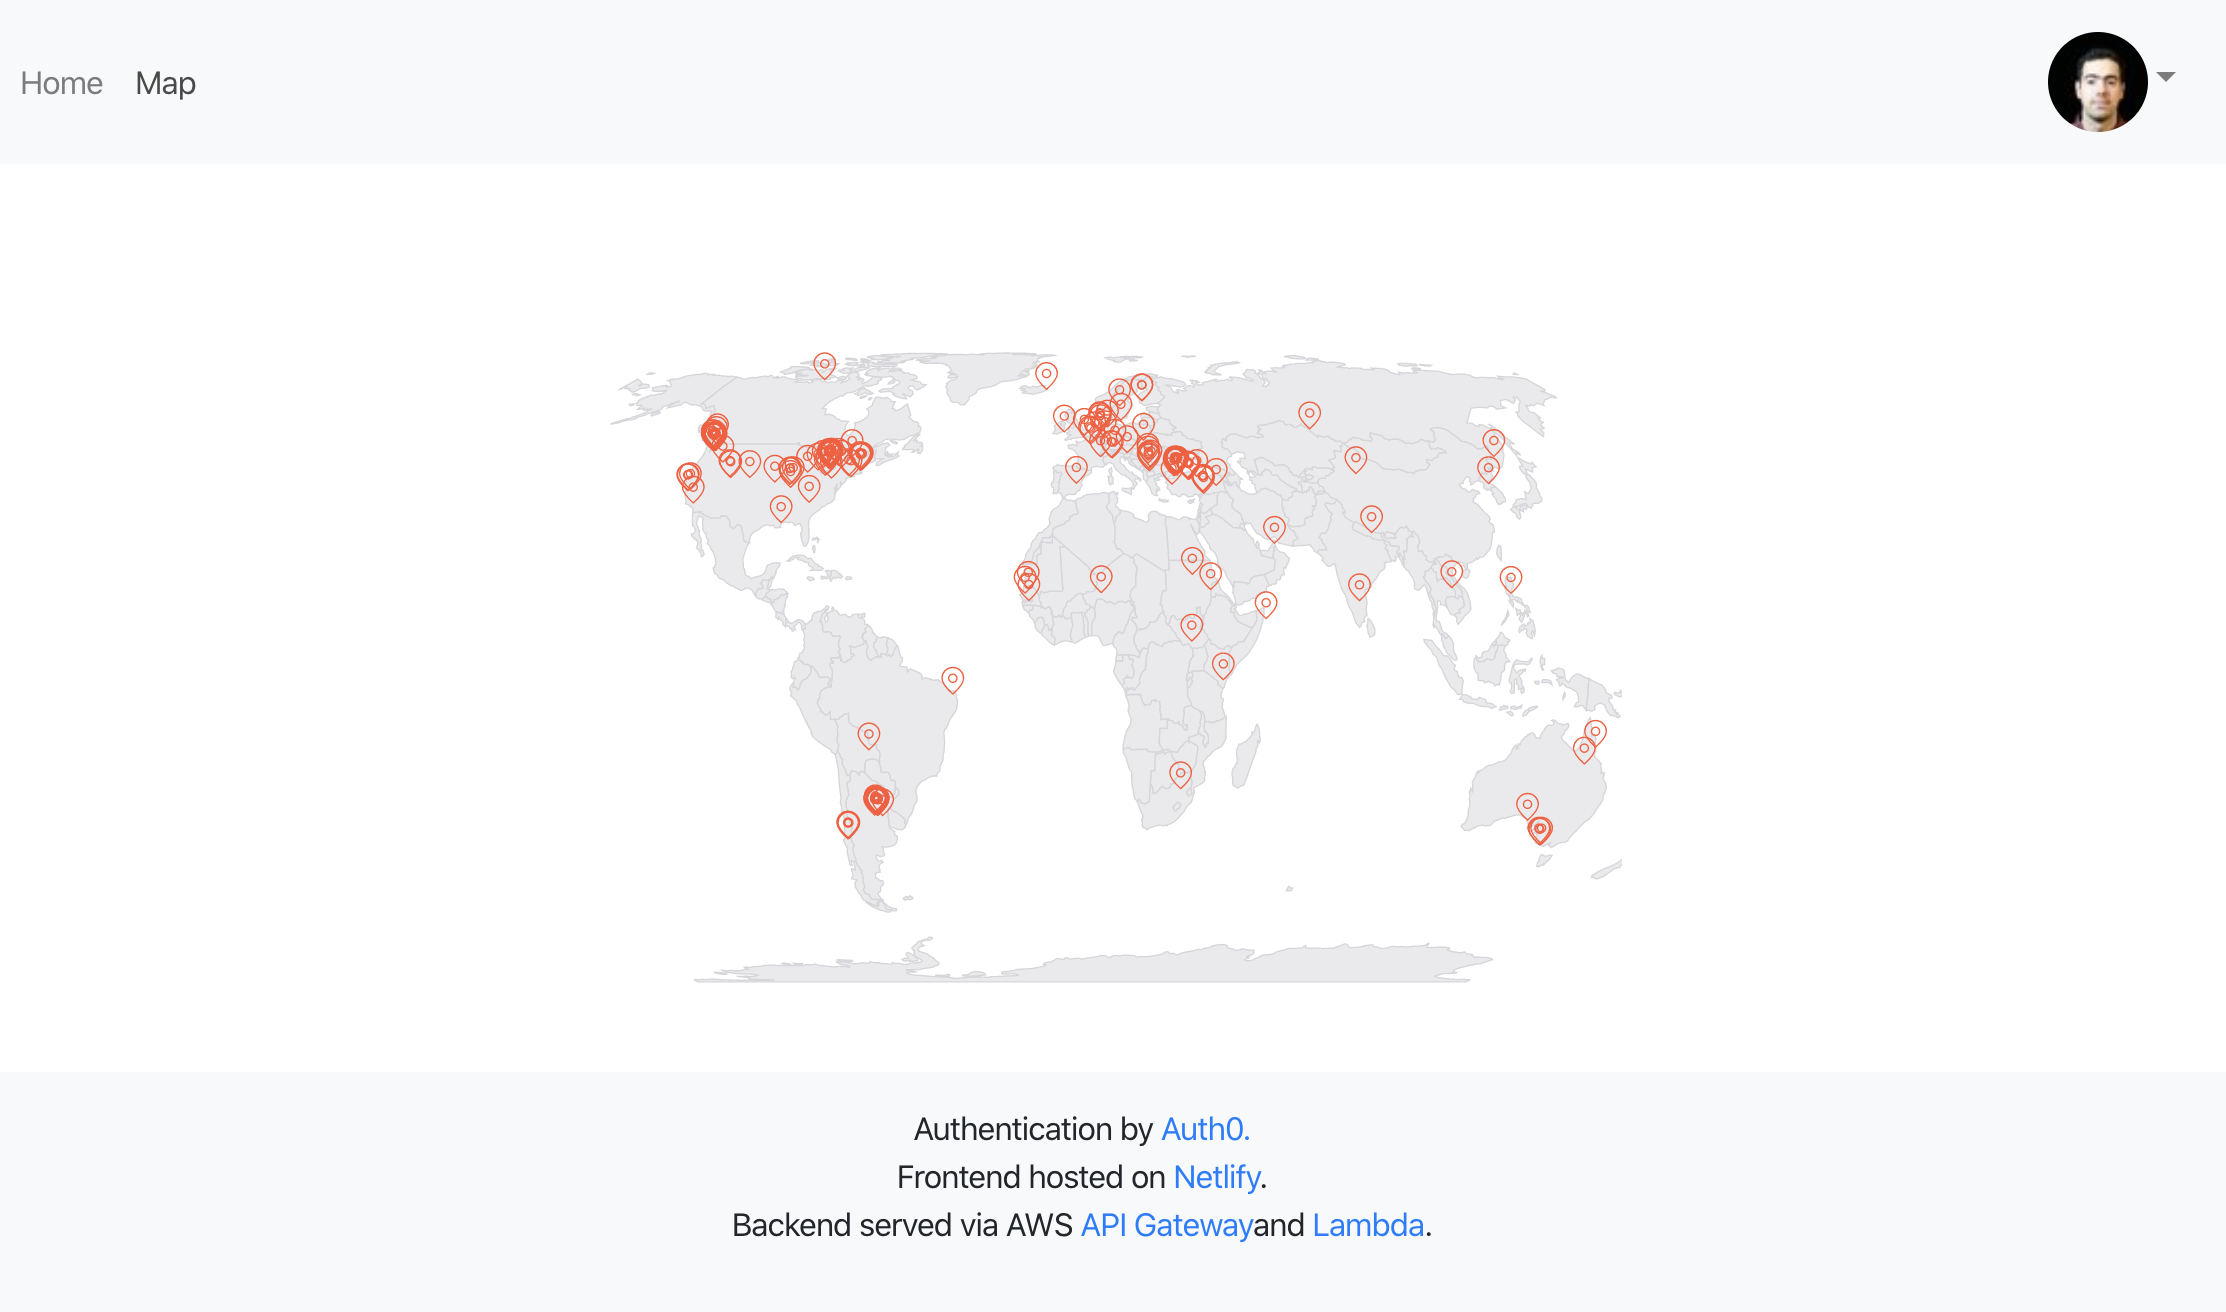 Home Map
Authentication by Auth0.
Frontend hosted on Netlify.
Backend served via AWS API Gatewayand Lambda.